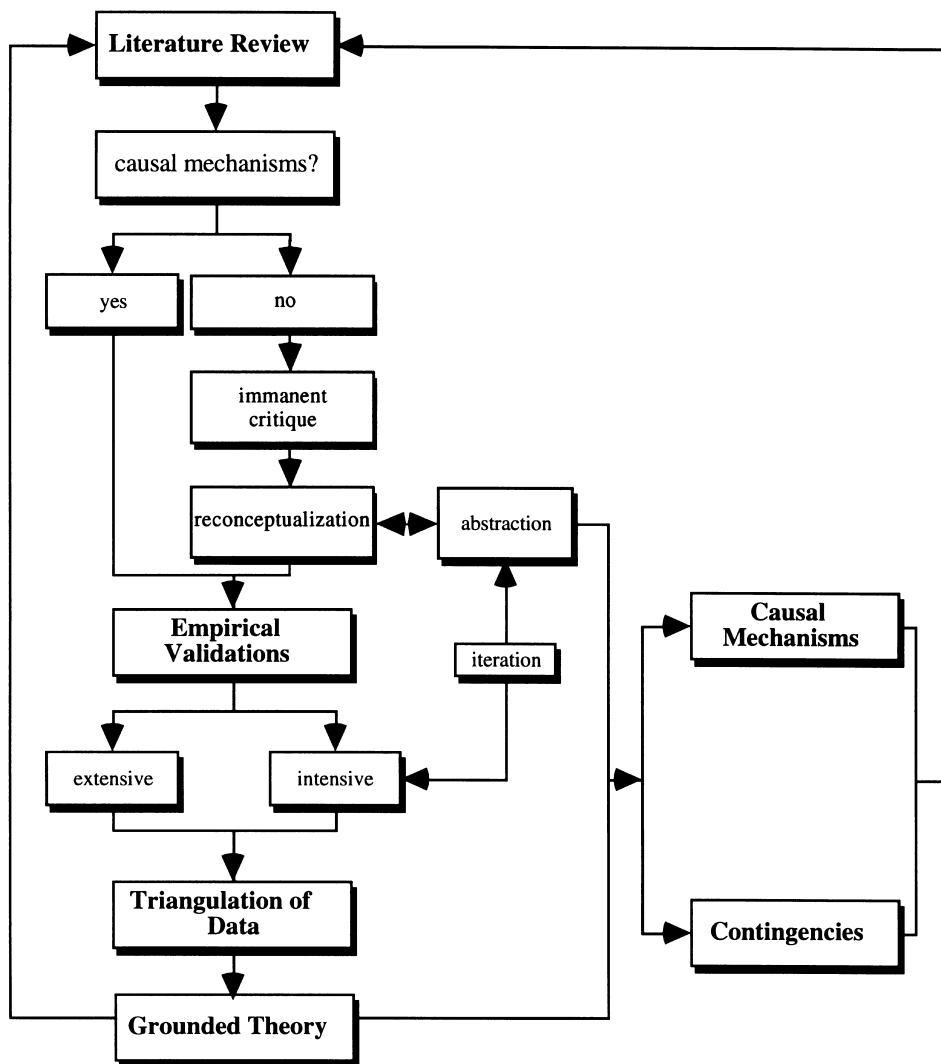 Literature Review
causal mechanisms?
yes
no
immanent
critique
reconceptualization
abstraction
Empirical
Validations
iteration
Causal
Mechanisms
extensive
intensive
Triangulation of
Data
Contingencies
Grounded Theory